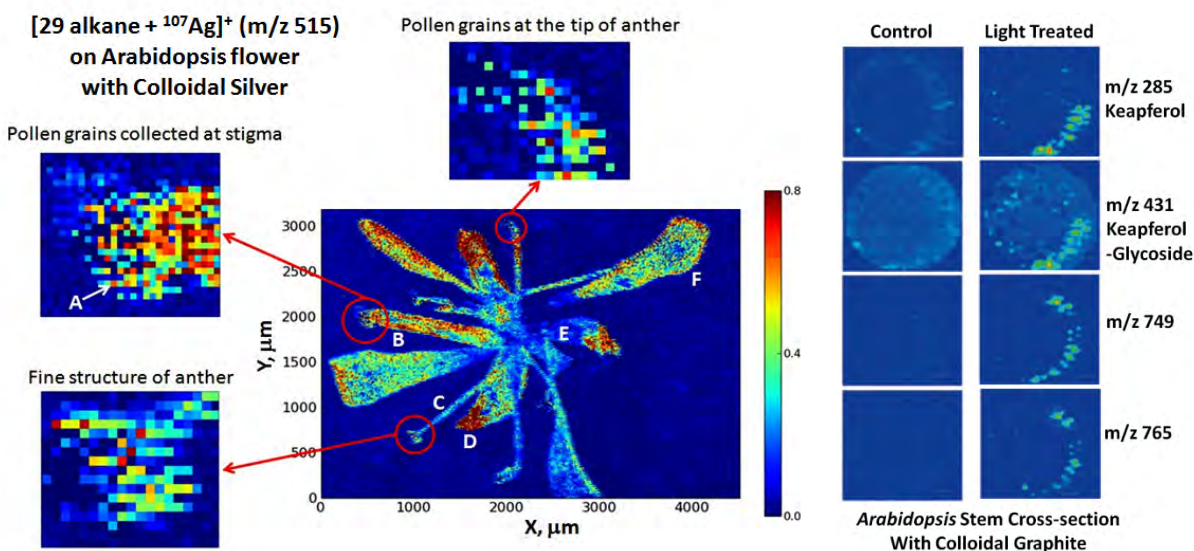 [29 alkane + ¹⁰⁷Ag]⁺ (m/z 515)
on Arabidopsis flower
with Colloidal Silver
Pollen grains at the tip of anther
Pollen grains collected at stigma
A
Fine structure of anther
3000
2500
2000
1500
1000
500
0
Y, μm
0
1000
2000
3000
4000
X, μm
B
C
D
E
F
0.8
0.4
0.0
Control
Light Treated
m/z 285
Keapferol
m/z 431
Keapferol
-Glycoside
m/z 749
m/z 765
Arabidopsis Stem Cross-section
With Colloidal Graphite